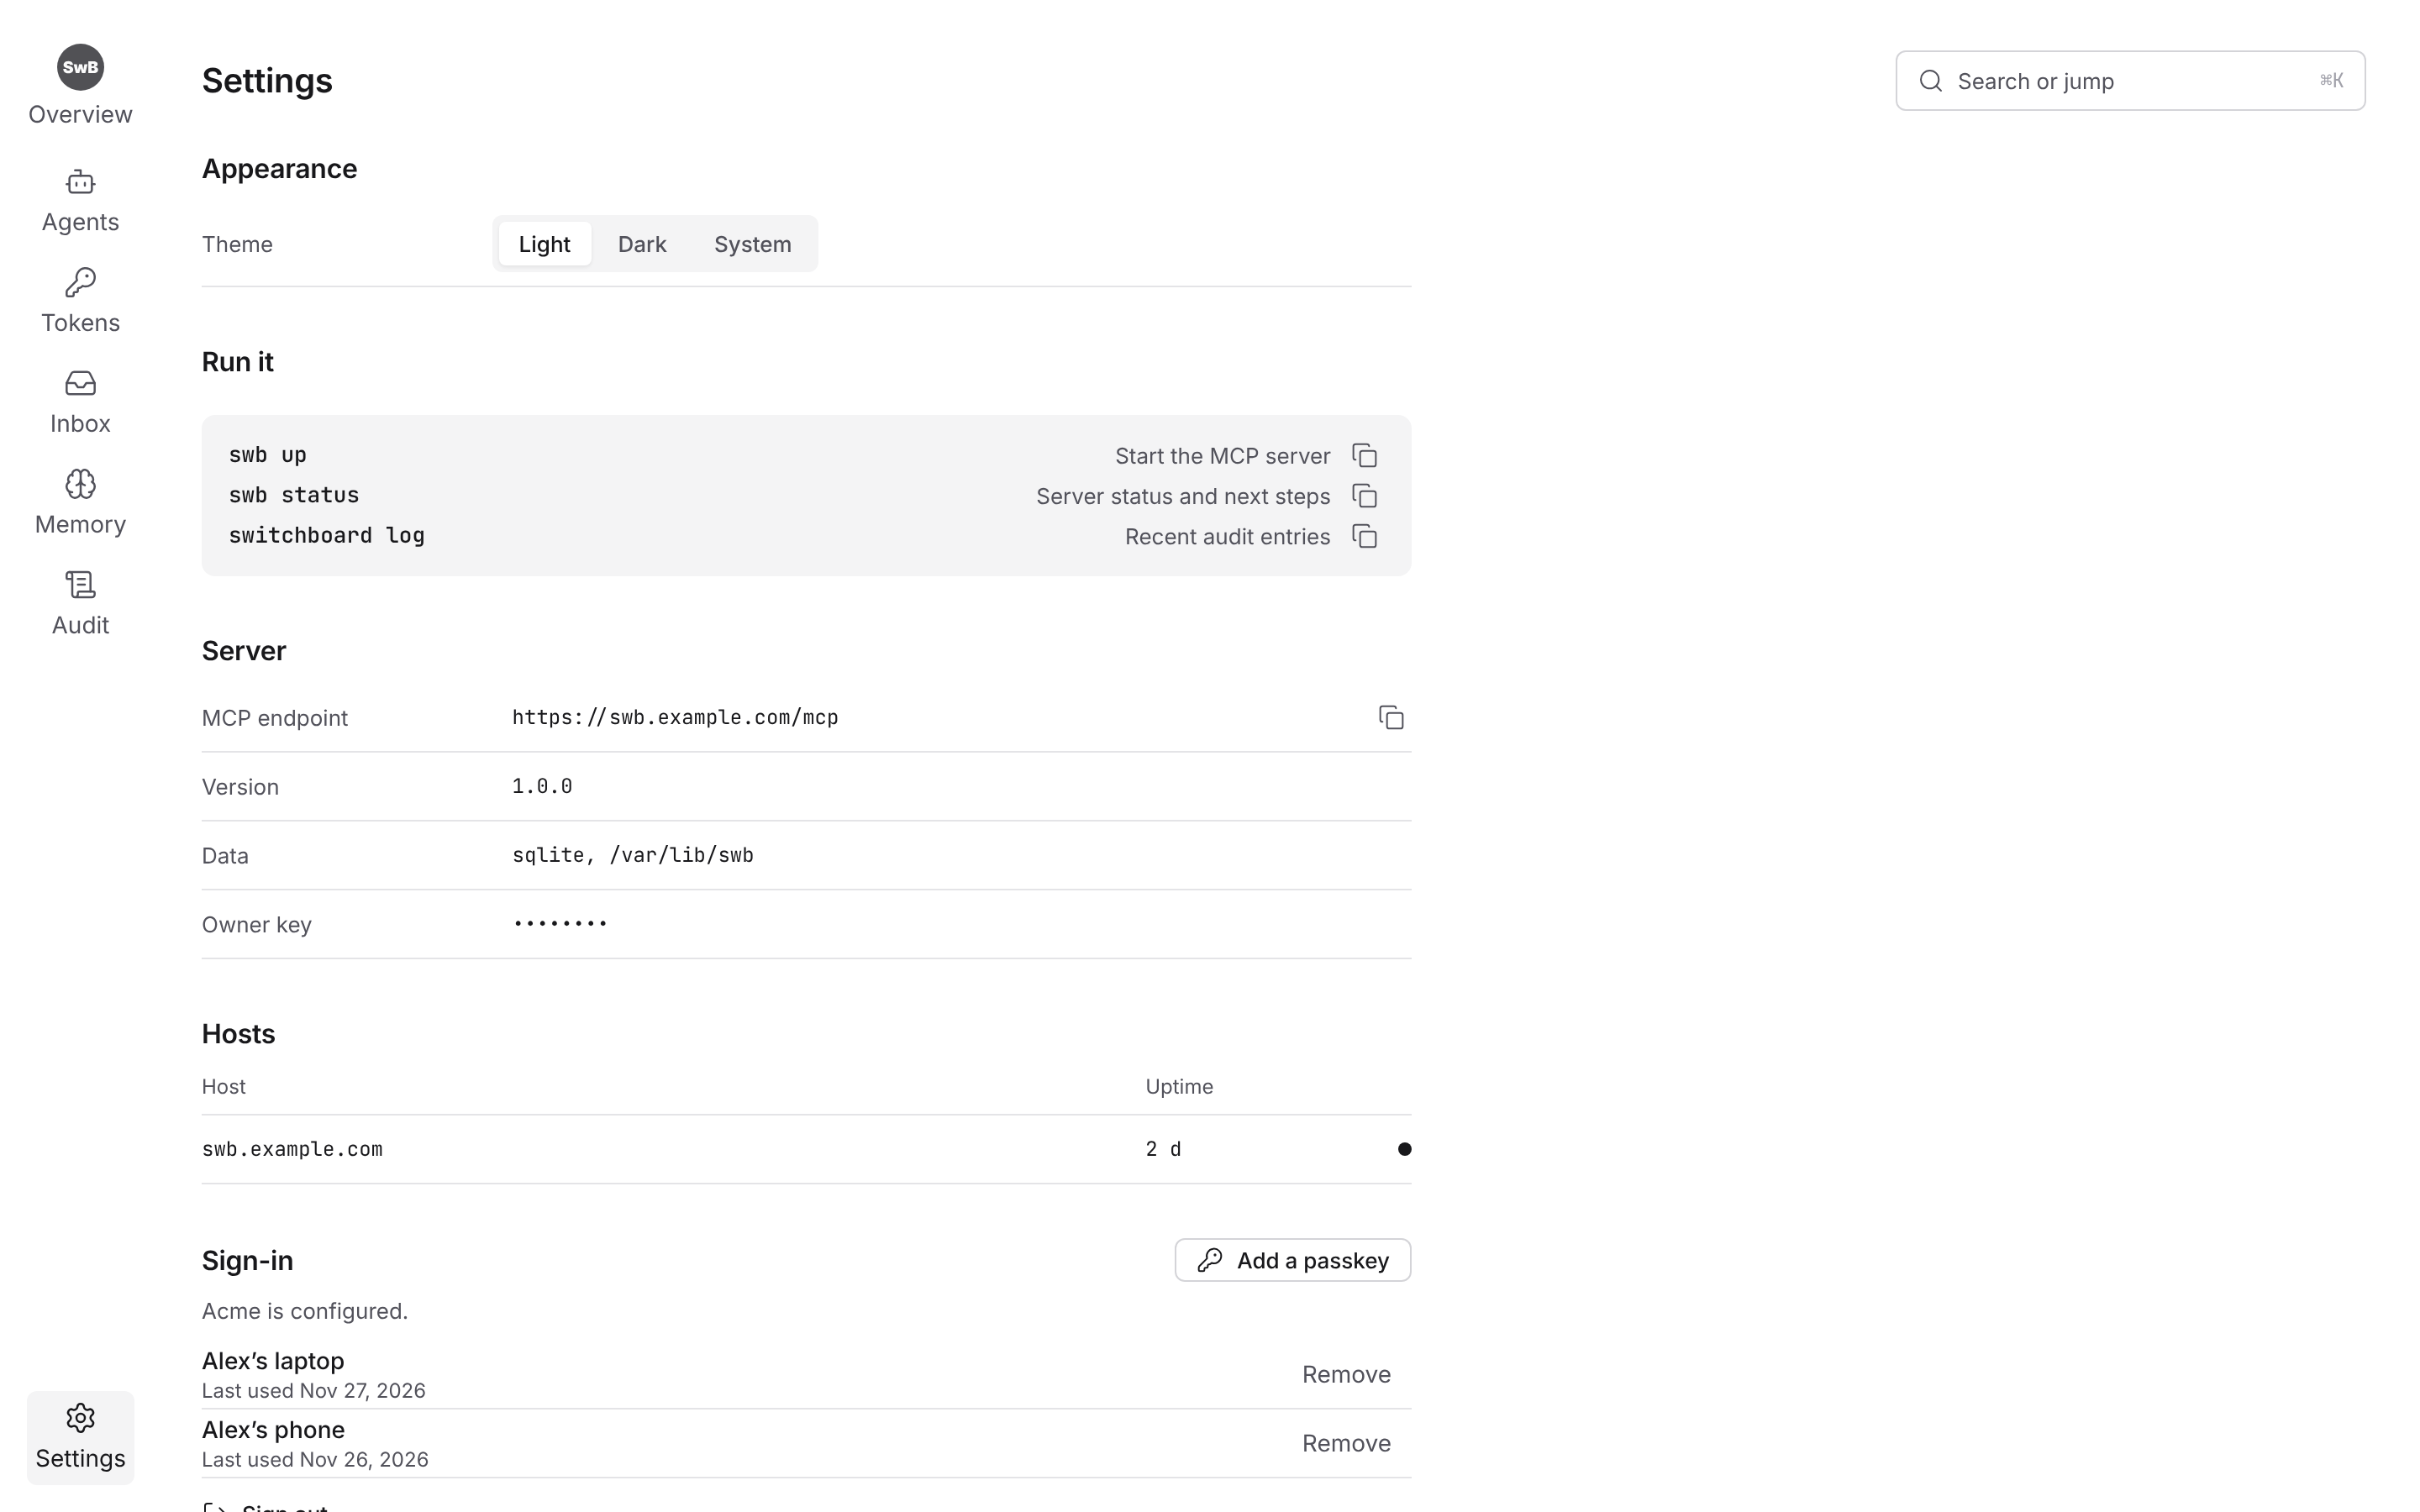 SwB
Overview
Agents
Tokens
Inbox
Memory
Audit
Settings
Settings
Search or jump ⌘K
Appearance
Theme Light Dark System
Run it
swb up Start the MCP server
swb status Server status and next steps
switchboard log Recent audit entries
Server
MCP endpoint https://swb.example.com/mcp
Version 1.0.0
Data sqlite, /var/lib/swb
Owner key ••••••••
Hosts
Host Uptime
swb.example.com 2 d
Sign-in Add a passkey
Acme is configured.
Alex’s laptop
Last used Nov 27, 2026 Remove
Alex’s phone
Last used Nov 26, 2026 Remove
Sign out